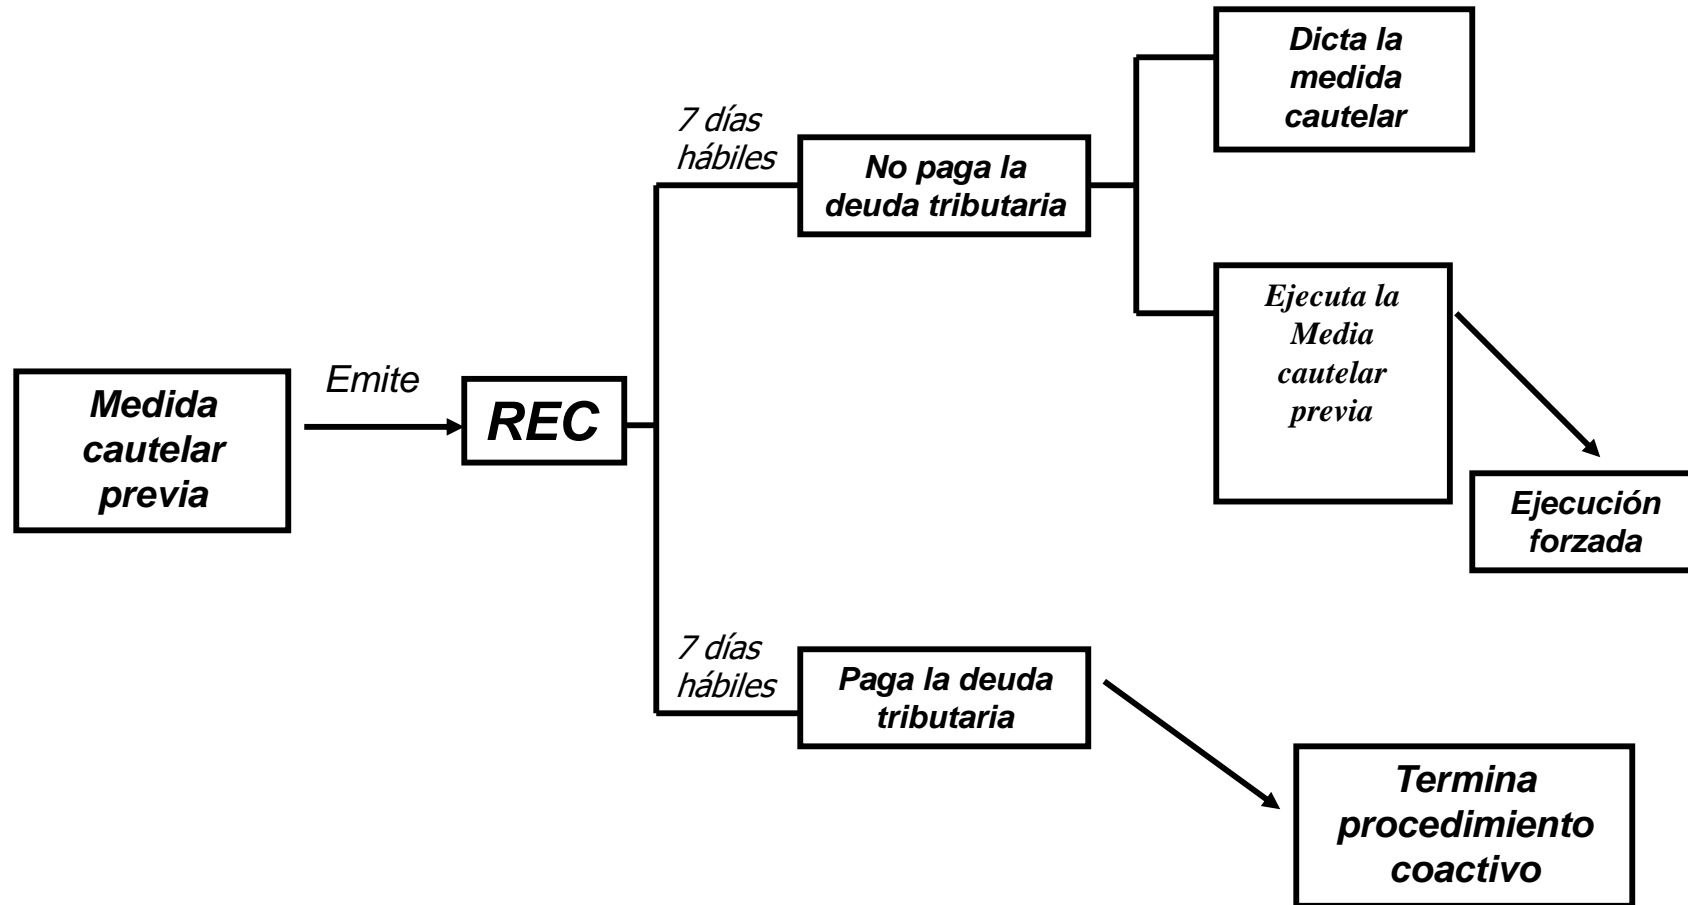 Medida
cautelar
previa
Emite
REC
7 días
hábiles
No paga la
deuda tributaria
Dicta la
medida
cautelar
Ejecuta la
Media
cautelar
previa
Ejecución
forzada
7 días
hábiles
Paga la deuda
tributaria
Termina
procedimiento
coactivo